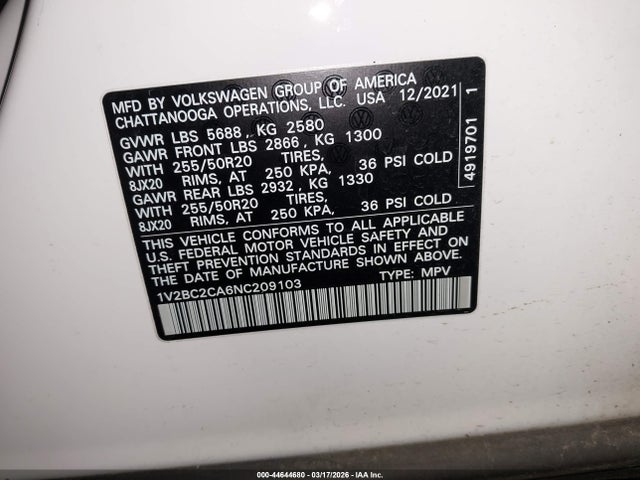 MFD BY VOLKSWAGEN GROUP OF AMERICA
CHATTANOOGA OPERATIONS, LLC. USA 12/2021
GVWR LBS 5688, KG 2580
GAWR FRONT LBS 2866, KG 1300
WITH 255/50R20 TIRES,
8JX20 RIMS, AT 250 KPA, 36 PSI COLD
GAWR REAR LBS 2932, KG 1330
WITH 255/50R20 TIRES,
8JX20 RIMS, AT 250 KPA, 36 PSI COLD
THIS VEHICLE CONFORMS TO ALL APPLICABLE
U.S. FEDERAL MOTOR VEHICLE SAFETY AND
THEFT PREVENTION STANDARDS IN EFFECT ON
THE DATE OF MANUFACTURE SHOWN ABOVE.
1V2BC2CA6NC209103 TYPE: MPV
4919701 1
000-44644680 - 03/17/2026 - IAA Inc.